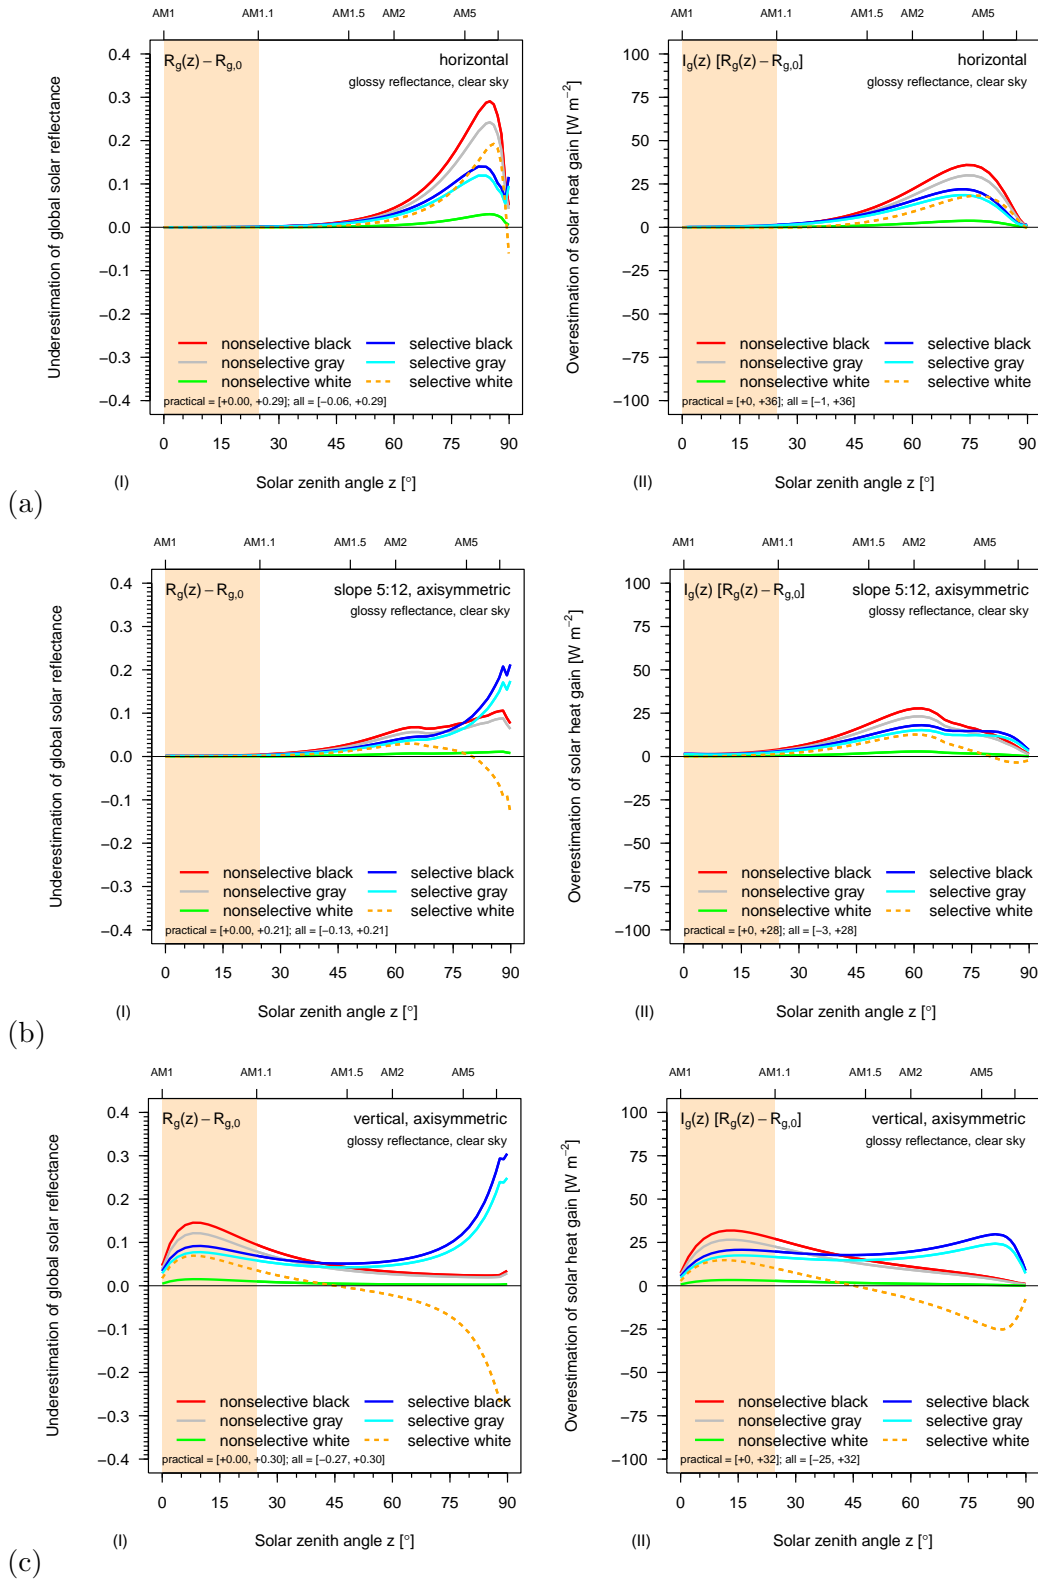 AM1 AM1.1 AM1.5 AM2 AM5
Underestimation of global solar reflectance
0.4
0.3
0.2
0.1
0.0
−0.1
−0.2
−0.3
−0.4
Rg(z) − Rg,0
horizontal
glossy reflectance, clear sky
nonselective black
nonselective gray
nonselective white
selective black
selective gray
selective white
practical = [+0.00, +0.29]; all = [−0.06, +0.29]
0 15 30 45 60 75 90
(I) Solar zenith angle z [°]
AM1 AM1.1 AM1.5 AM2 AM5
Overestimation of solar heat gain [W m−2]
100
75
50
25
0
−25
−50
−75
−100
Ig(z) [Rg(z) − Rg,0]
horizontal
glossy reflectance, clear sky
nonselective black
nonselective gray
nonselective white
selective black
selective gray
selective white
practical = [+0, +36]; all = [−1, +36]
0 15 30 45 60 75 90
(II) Solar zenith angle z [°]
(a)
AM1 AM1.1 AM1.5 AM2 AM5
Underestimation of global solar reflectance
0.4
0.3
0.2
0.1
0.0
−0.1
−0.2
−0.3
−0.4
Rg(z) − Rg,0
slope 5:12, axisymmetric
glossy reflectance, clear sky
nonselective black
nonselective gray
nonselective white
selective black
selective gray
selective white
practical = [+0.00, +0.21]; all = [−0.13, +0.21]
0 15 30 45 60 75 90
(I) Solar zenith angle z [°]
AM1 AM1.1 AM1.5 AM2 AM5
Overestimation of solar heat gain [W m−2]
100
75
50
25
0
−25
−50
−75
−100
Ig(z) [Rg(z) − Rg,0]
slope 5:12, axisymmetric
glossy reflectance, clear sky
nonselective black
nonselective gray
nonselective white
selective black
selective gray
selective white
practical = [+0, +28]; all = [−3, +28]
0 15 30 45 60 75 90
(II) Solar zenith angle z [°]
(b)
AM1 AM1.1 AM1.5 AM2 AM5
Underestimation of global solar reflectance
0.4
0.3
0.2
0.1
0.0
−0.1
−0.2
−0.3
−0.4
Rg(z) − Rg,0
vertical, axisymmetric
glossy reflectance, clear sky
nonselective black
nonselective gray
nonselective white
selective black
selective gray
selective white
practical = [+0.00, +0.30]; all = [−0.27, +0.30]
0 15 30 45 60 75 90
(I) Solar zenith angle z [°]
AM1 AM1.1 AM1.5 AM2 AM5
Overestimation of solar heat gain [W m−2]
100
75
50
25
0
−25
−50
−75
−100
Ig(z) [Rg(z) − Rg,0]
vertical, axisymmetric
glossy reflectance, clear sky
nonselective black
nonselective gray
nonselective white
selective black
selective gray
selective white
practical = [+0, +32]; all = [−25, +32]
0 15 30 45 60 75 90
(II) Solar zenith angle z [°]
(c)